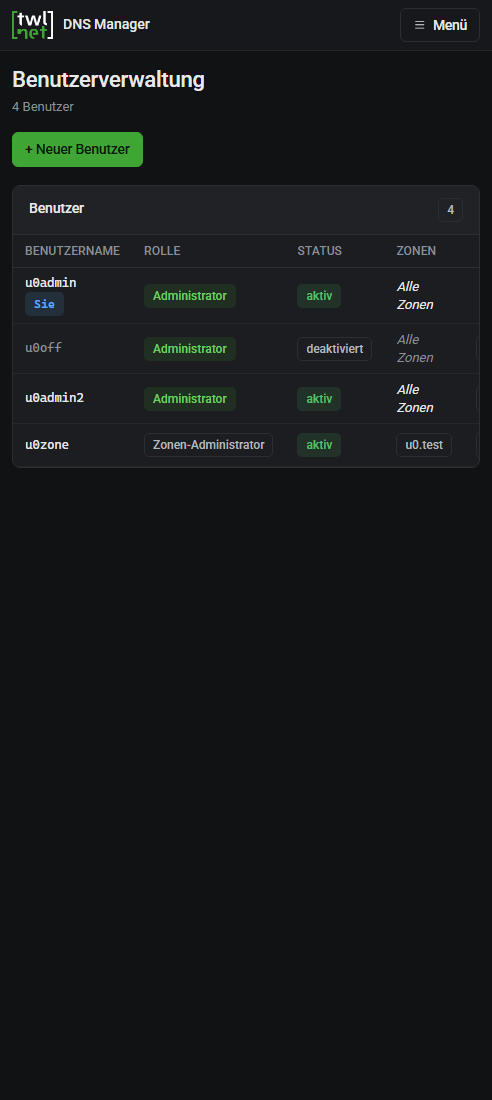 [twl
net]
DNS Manager
☰ Menü
Benutzerverwaltung
4 Benutzer
+ Neuer Benutzer
Benutzer 4
BENUTZERNAME ROLLE STATUS ZONEN
u0admin
Sie
Administrator aktiv Alle
Zonen
u0off Administrator deaktiviert Alle
Zonen
u0admin2 Administrator aktiv Alle
Zonen
u0zone Zonen-Administrator aktiv u0.test